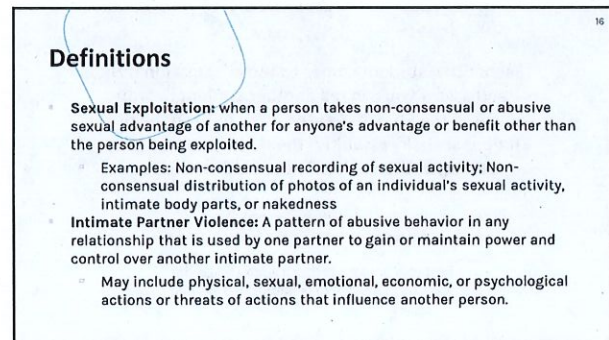 16
Definitions
Sexual Exploitation: when a person takes non-consensual or abusive
sexual advantage of another for anyone's advantage or benefit other than
the person being exploited.
Examples: Non-consensual recording of sexual activity; Non-
consensual distribution of photos of an individual's sexual activity,
intimate body parts, or nakedness
Intimate Partner Violence: A pattern of abusive behavior in any
relationship that is used by one partner to gain or maintain power and
control over another intimate partner.
May include physical, sexual, emotional, economic, or psychological
actions or threats of actions that influence another person.